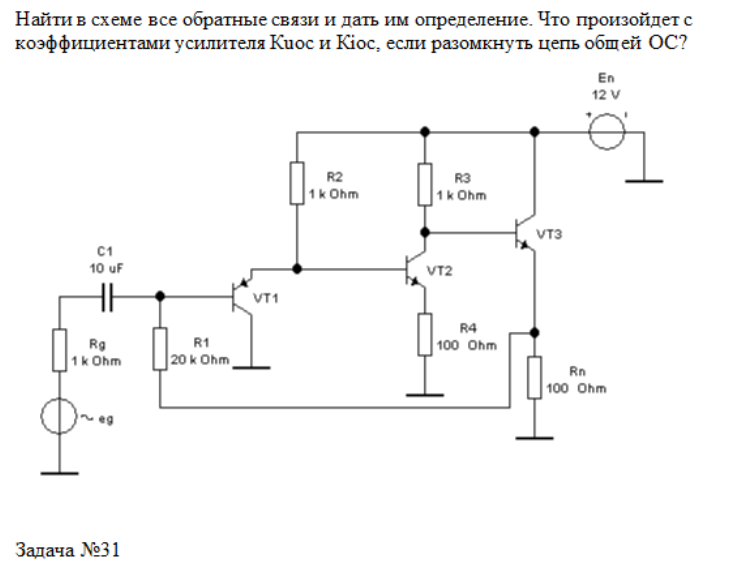 Найти в схеме все обратные связи и дать им определение. Что произойдет с
коэффициентами усилителя Kuoc и Kioc, если разомкнуть цепь общей ОС?
En
12 V
+
-
R2
1 k Ohm
R3
1 k Ohm
VT3
C1
10 uF
VT1
VT2
Rg
1 k Ohm
R1
20 k Ohm
R4
100 Ohm
Rn
100 Ohm
~ eg
Задача №31